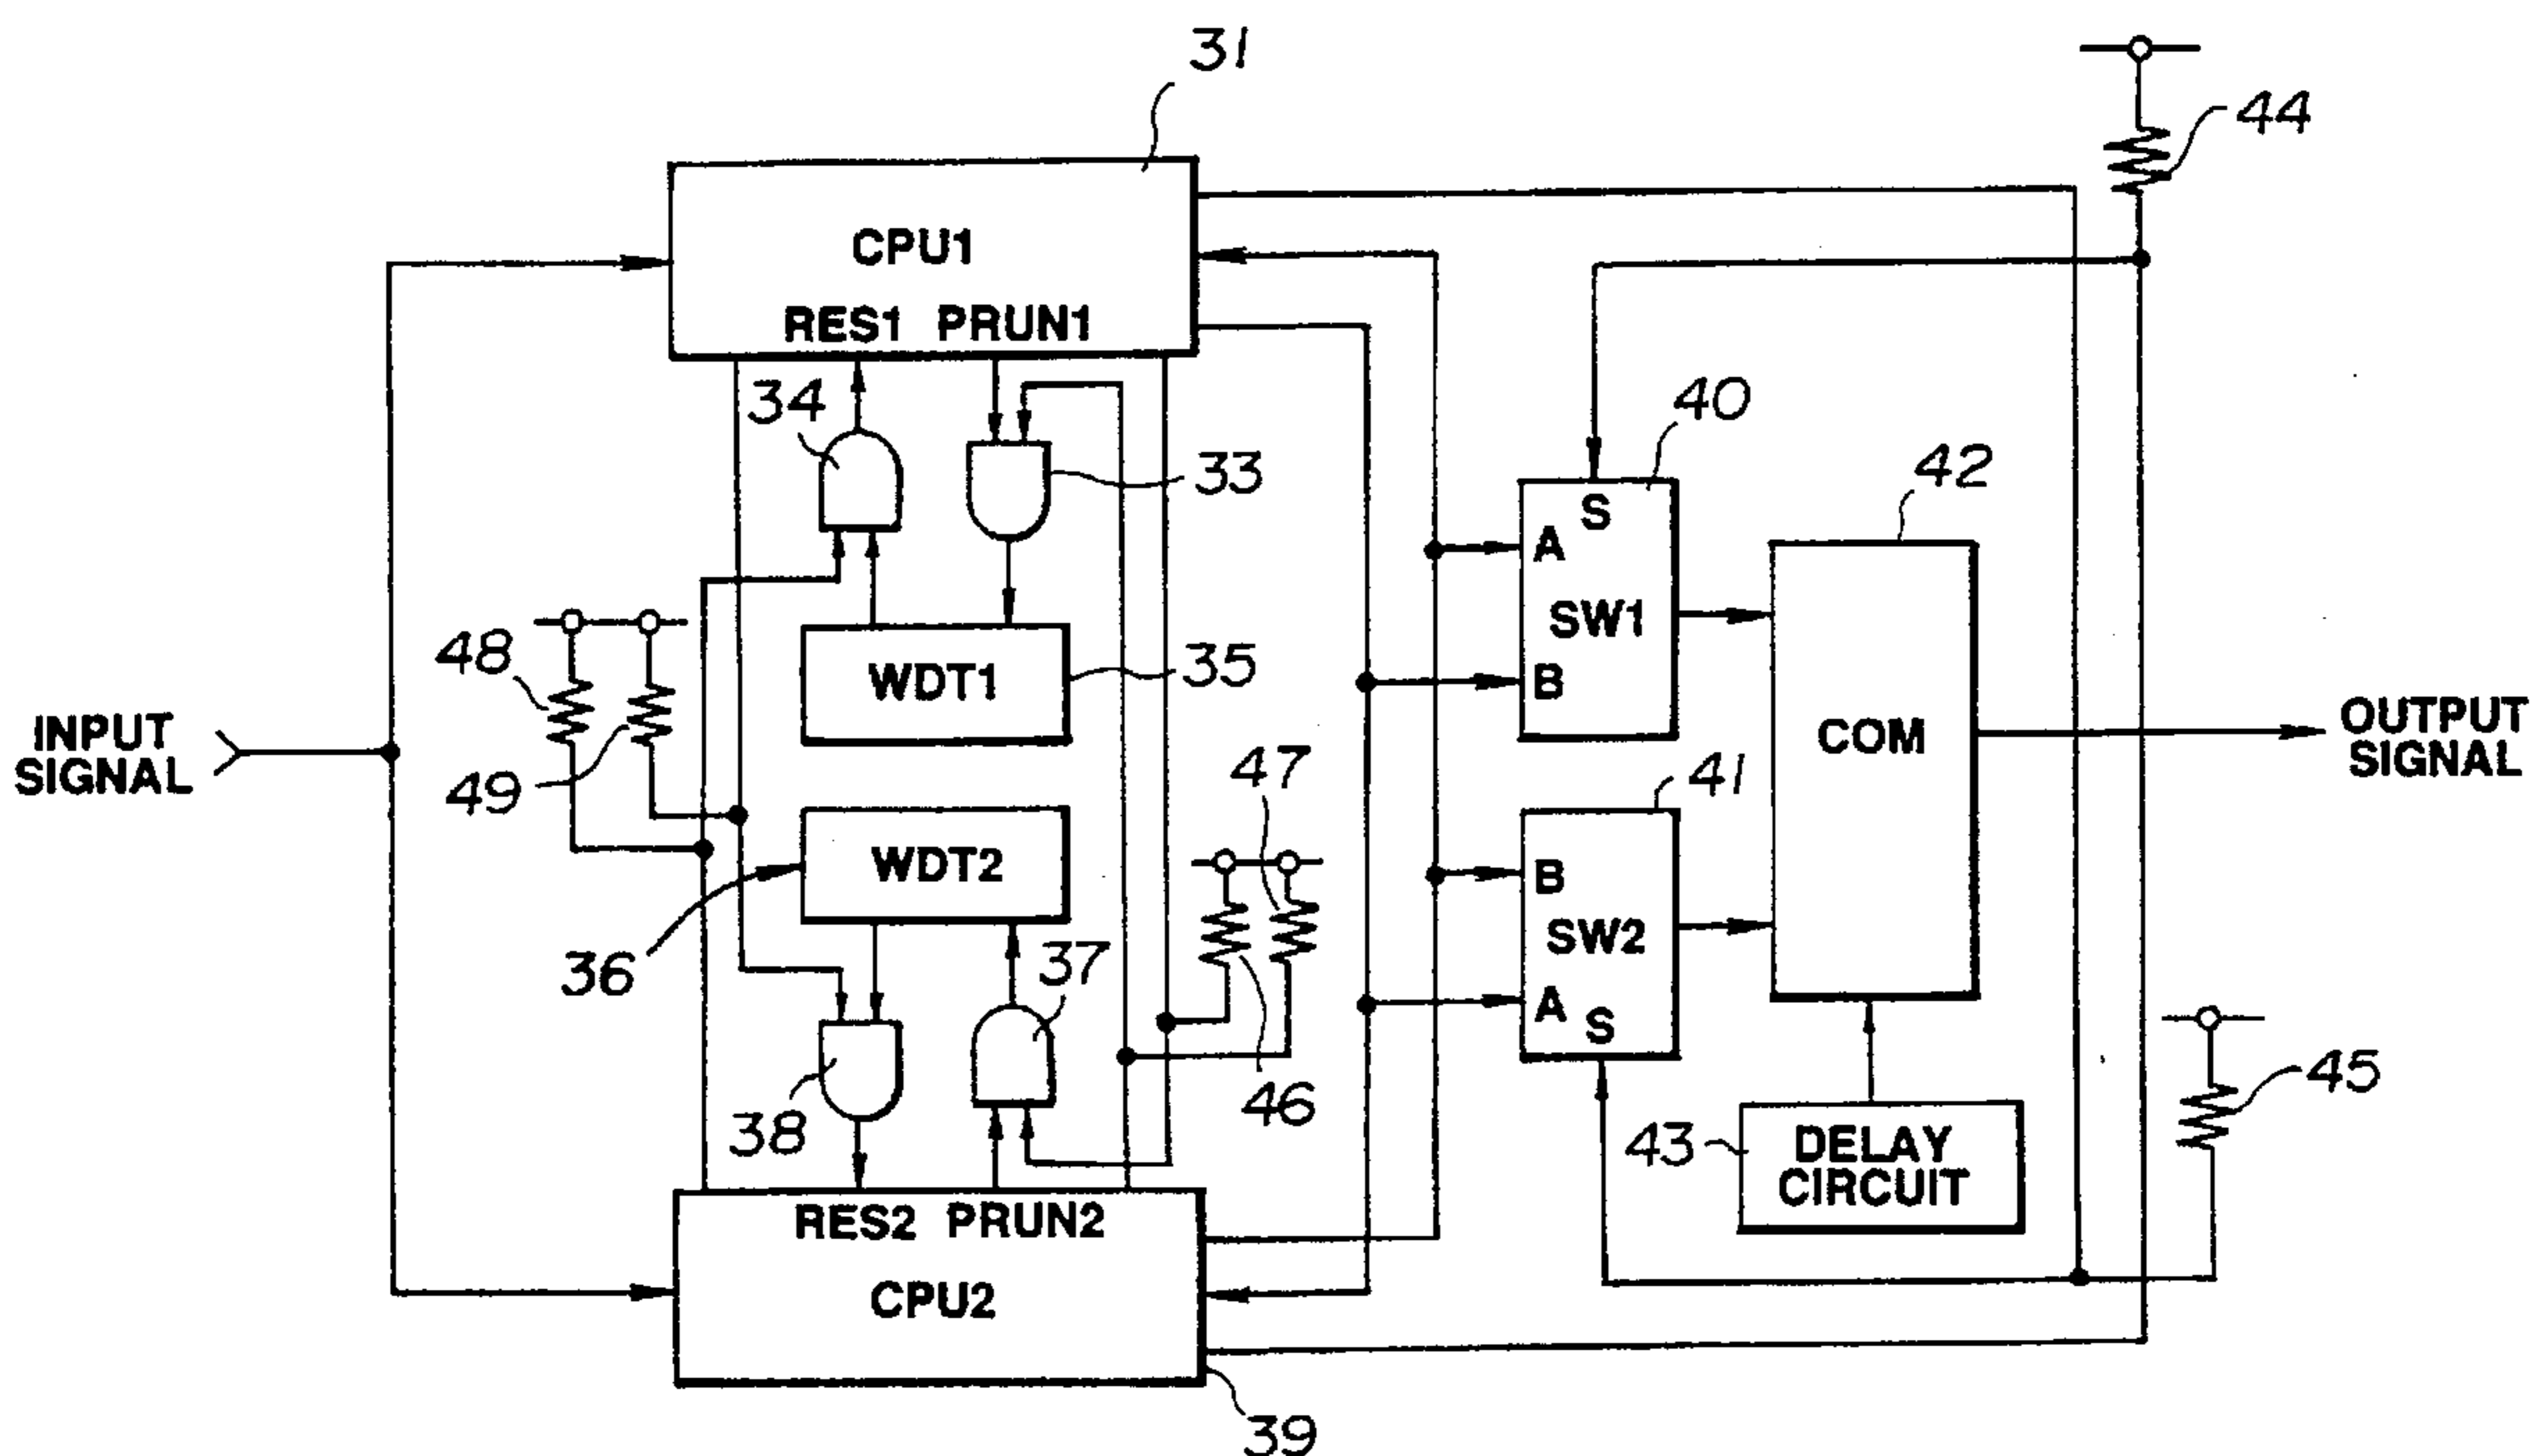 31
44
CPU1
RES1 PRUN1
34
33
40
S
A
SW1
B
42
48
49
WDT1
35
INPUT
SIGNAL
COM
OUTPUT
SIGNAL
47
41
WDT2
36
B
SW2
A
S
37
38
46
43
DELAY
CIRCUIT
45
RES2 PRUN2
CPU2
39